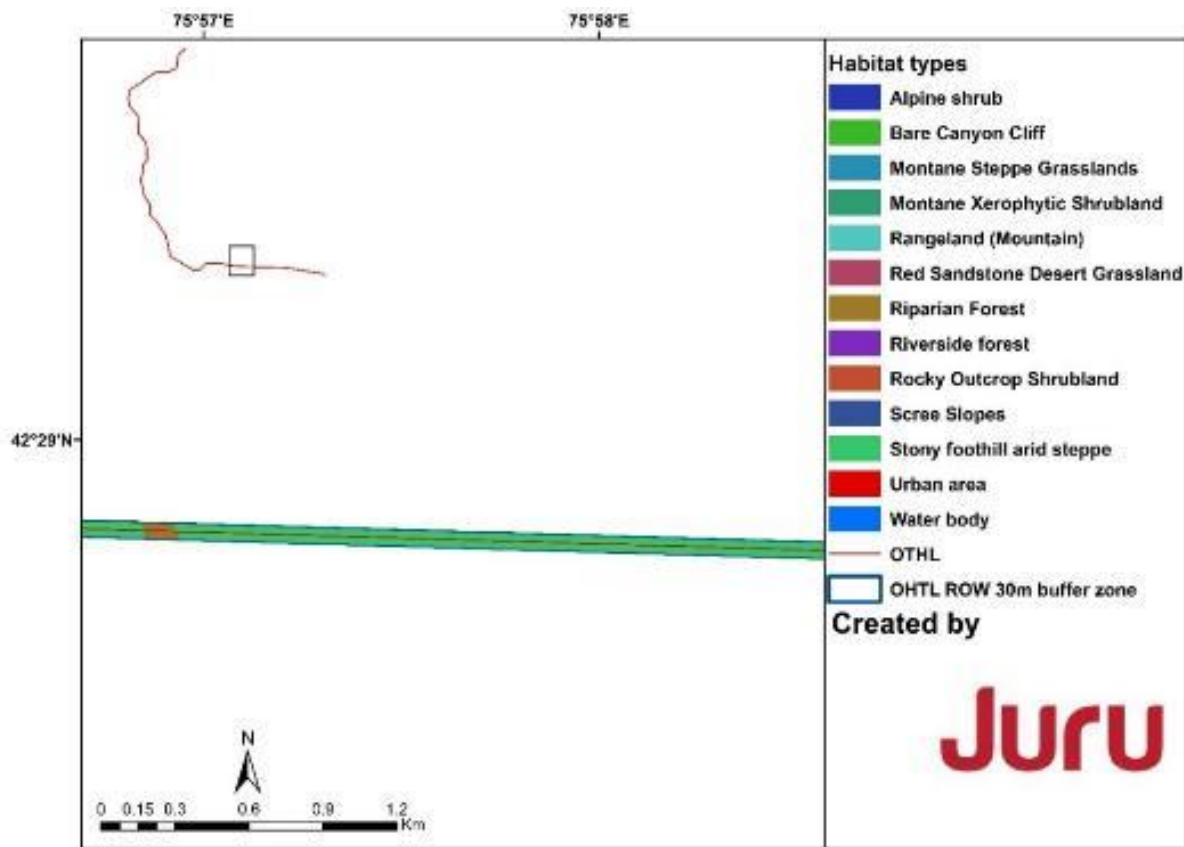 75°57'E
75°58'E
42°29'N
Habitat types
Alpine shrub
Bare Canyon Cliff
Montane Steppe Grasslands
Montane Xerophytic Shrubland
Rangeland (Mountain)
Red Sandstone Desert Grassland
Riparian Forest
Riverside forest
Rocky Outcrop Shrubland
Scree Slopes
Stony foothill arid steppe
Urban area
Water body
OTHL
OHTL ROW 30m buffer zone
Created by
Juru
N
0 0.15 0.3 0.6 0.9 1.2
Km